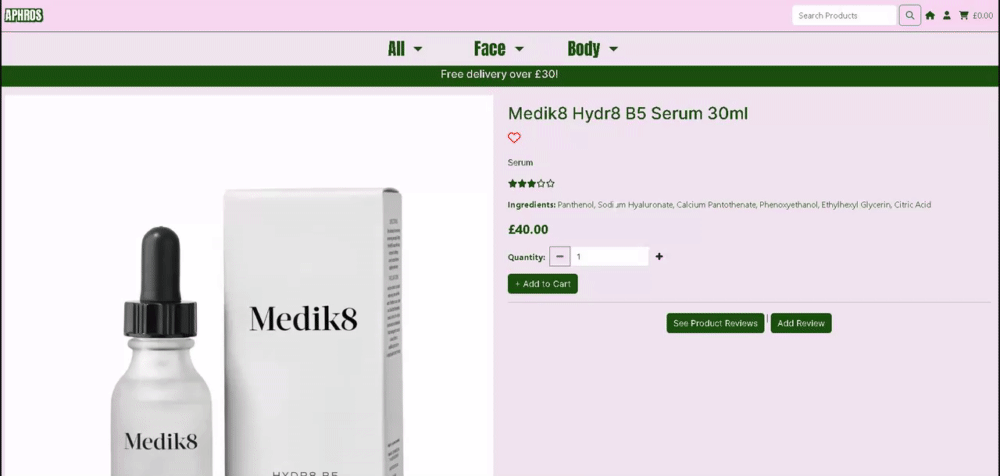 APHROS
Search Products
£0.00
All
Face
Body
Free delivery over £30!
Medik8 Hydr8 B5 Serum 30ml
Serum
Ingredients: Panthenol, Sodium Hyaluronate, Calcium Pantothenate, Phenoxyethanol, Ethylhexyl Glycerin, Citric Acid
£40.00
Quantity: - 1 +
+ Add to Cart
See Product Reviews | Add Review
Medik8
Medik8
HYDR8 B5